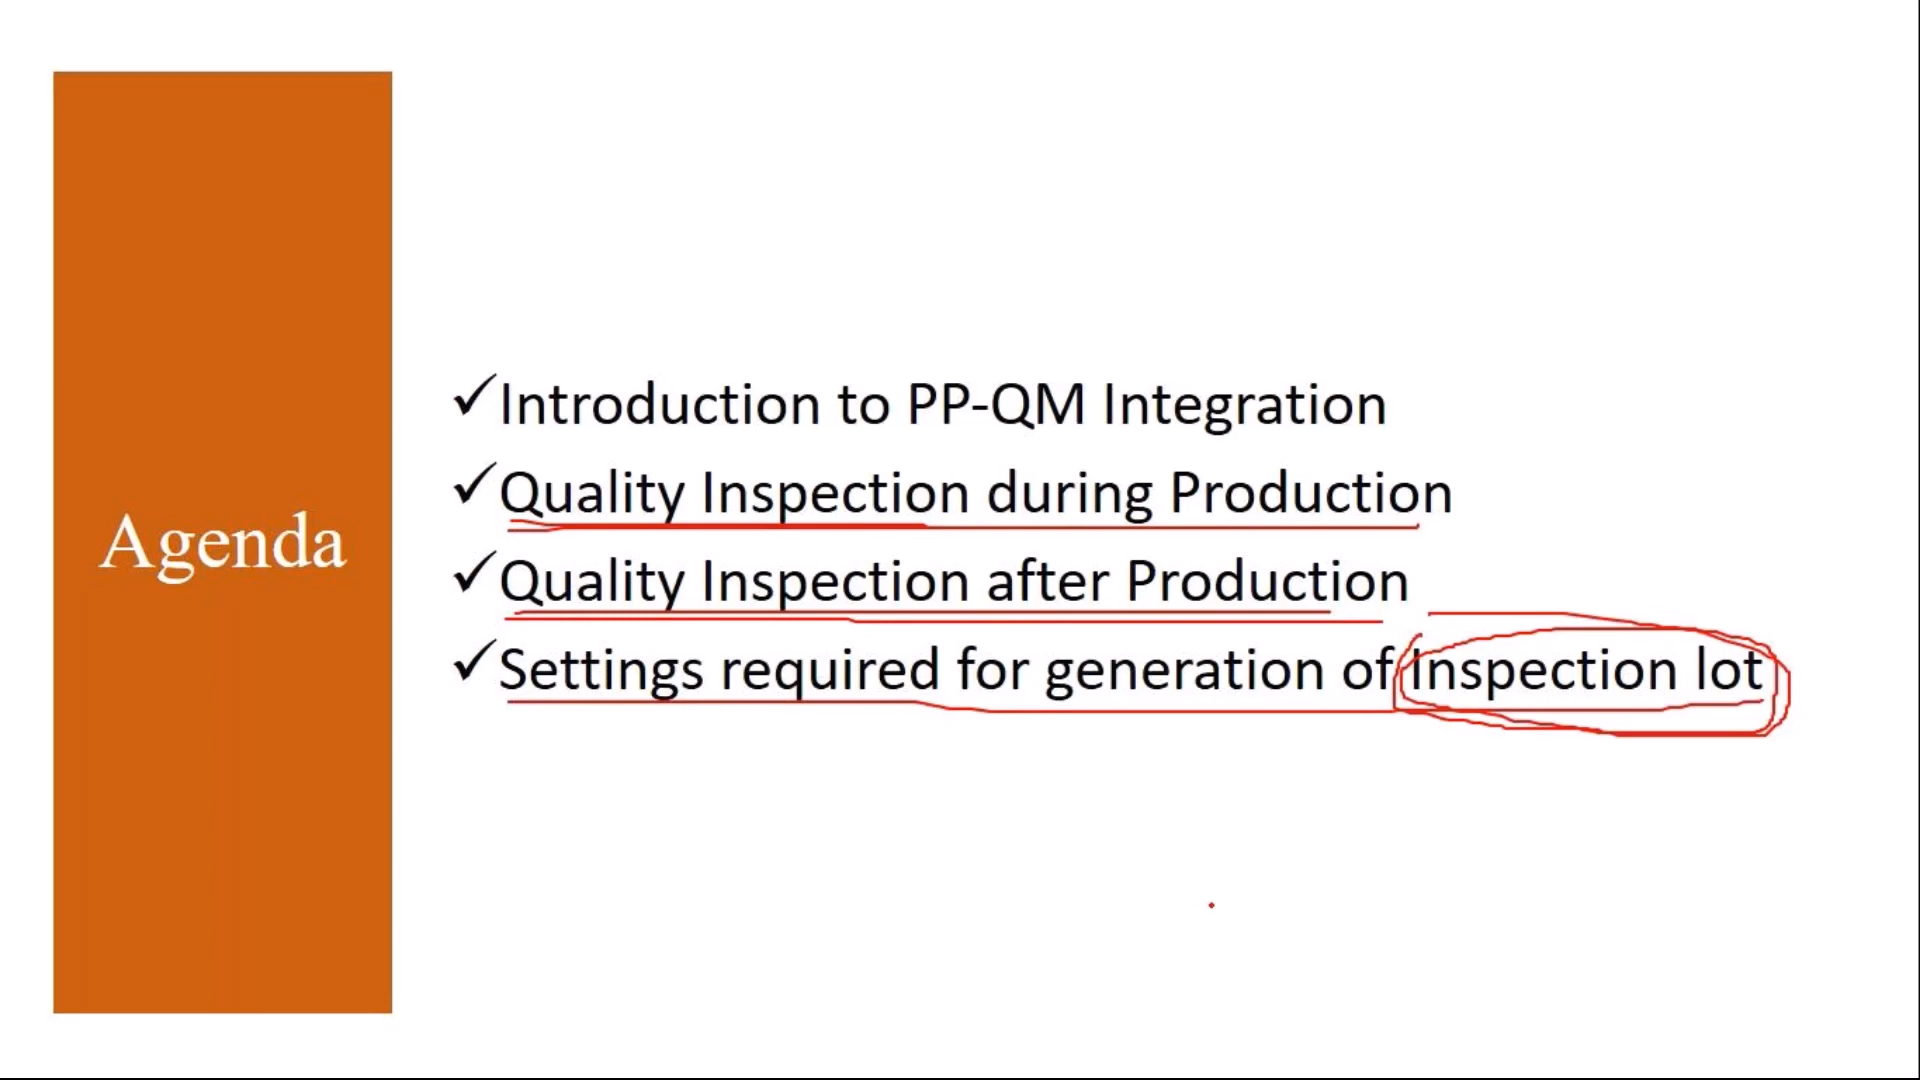 Agenda
✓Introduction to PP-QM Integration
✓Quality Inspection during Production
✓Quality Inspection after Production
✓Settings required for generation of Inspection lot